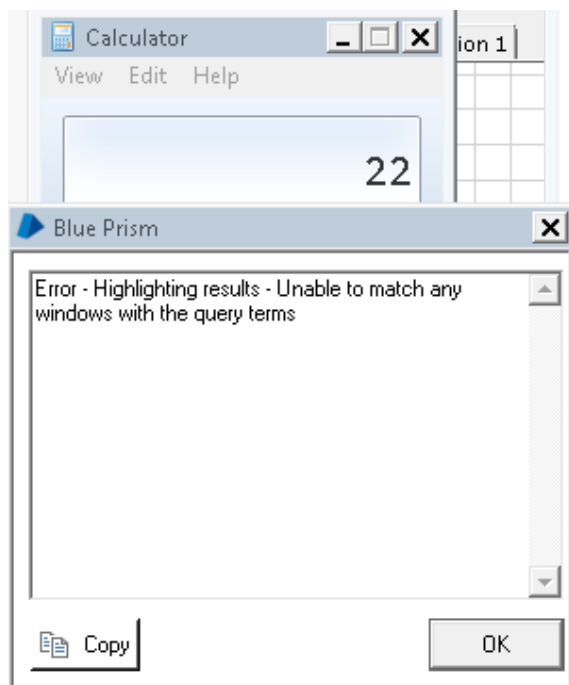 Calculator
ion 1
View Edit Help
22
Blue Prism
Error - Highlighting results - Unable to match any
windows with the query terms
Copy
OK